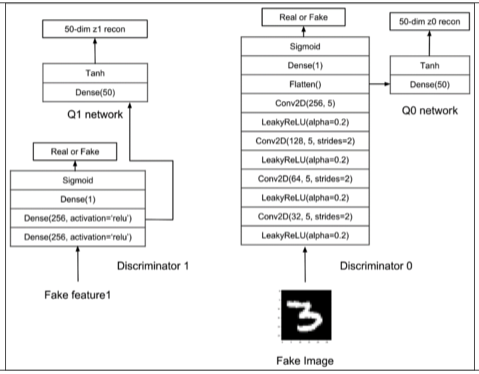 50-dim z1 recon
Tanh
Dense(50)
Q1 network
Real or Fake
Sigmoid
Dense(1)
Dense(256, activation='relu')
Dense(256, activation='relu')
Discriminator 1
Fake feature1
Real or Fake
Sigmoid
Dense(1)
Flatten()
Conv2D(256, 5)
LeakyReLU(alpha=0.2)
Conv2D(128, 5, strides=2)
LeakyReLU(alpha=0.2)
Conv2D(64, 5, strides=2)
LeakyReLU(alpha=0.2)
Conv2D(32, 5, strides=2)
LeakyReLU(alpha=0.2)
50-dim z0 recon
Tanh
Dense(50)
Q0 network
Discriminator 0
3
Fake Image